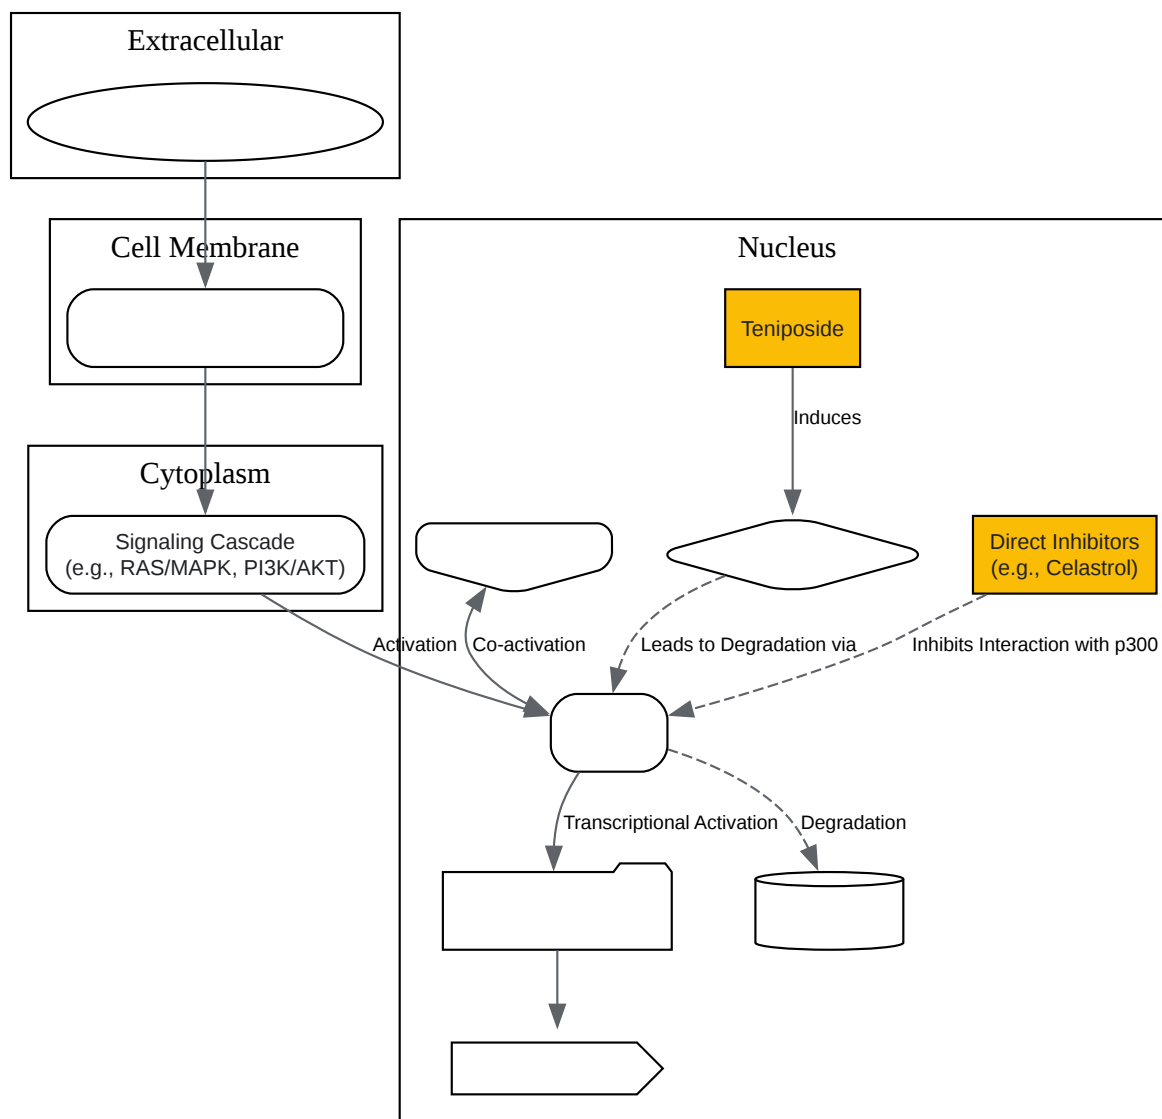 Extracellular
Cell Membrane
Nucleus
Teniposide
Induces
Cytoplasm
Signaling Cascade
(e.g., RAS/MAPK, PI3K/AKT)
Direct Inhibitors
(e.g., Celastrol)
Activation
Co-activation
Leads to Degradation via
Inhibits Interaction with p300
Transcriptional Activation
Degradation